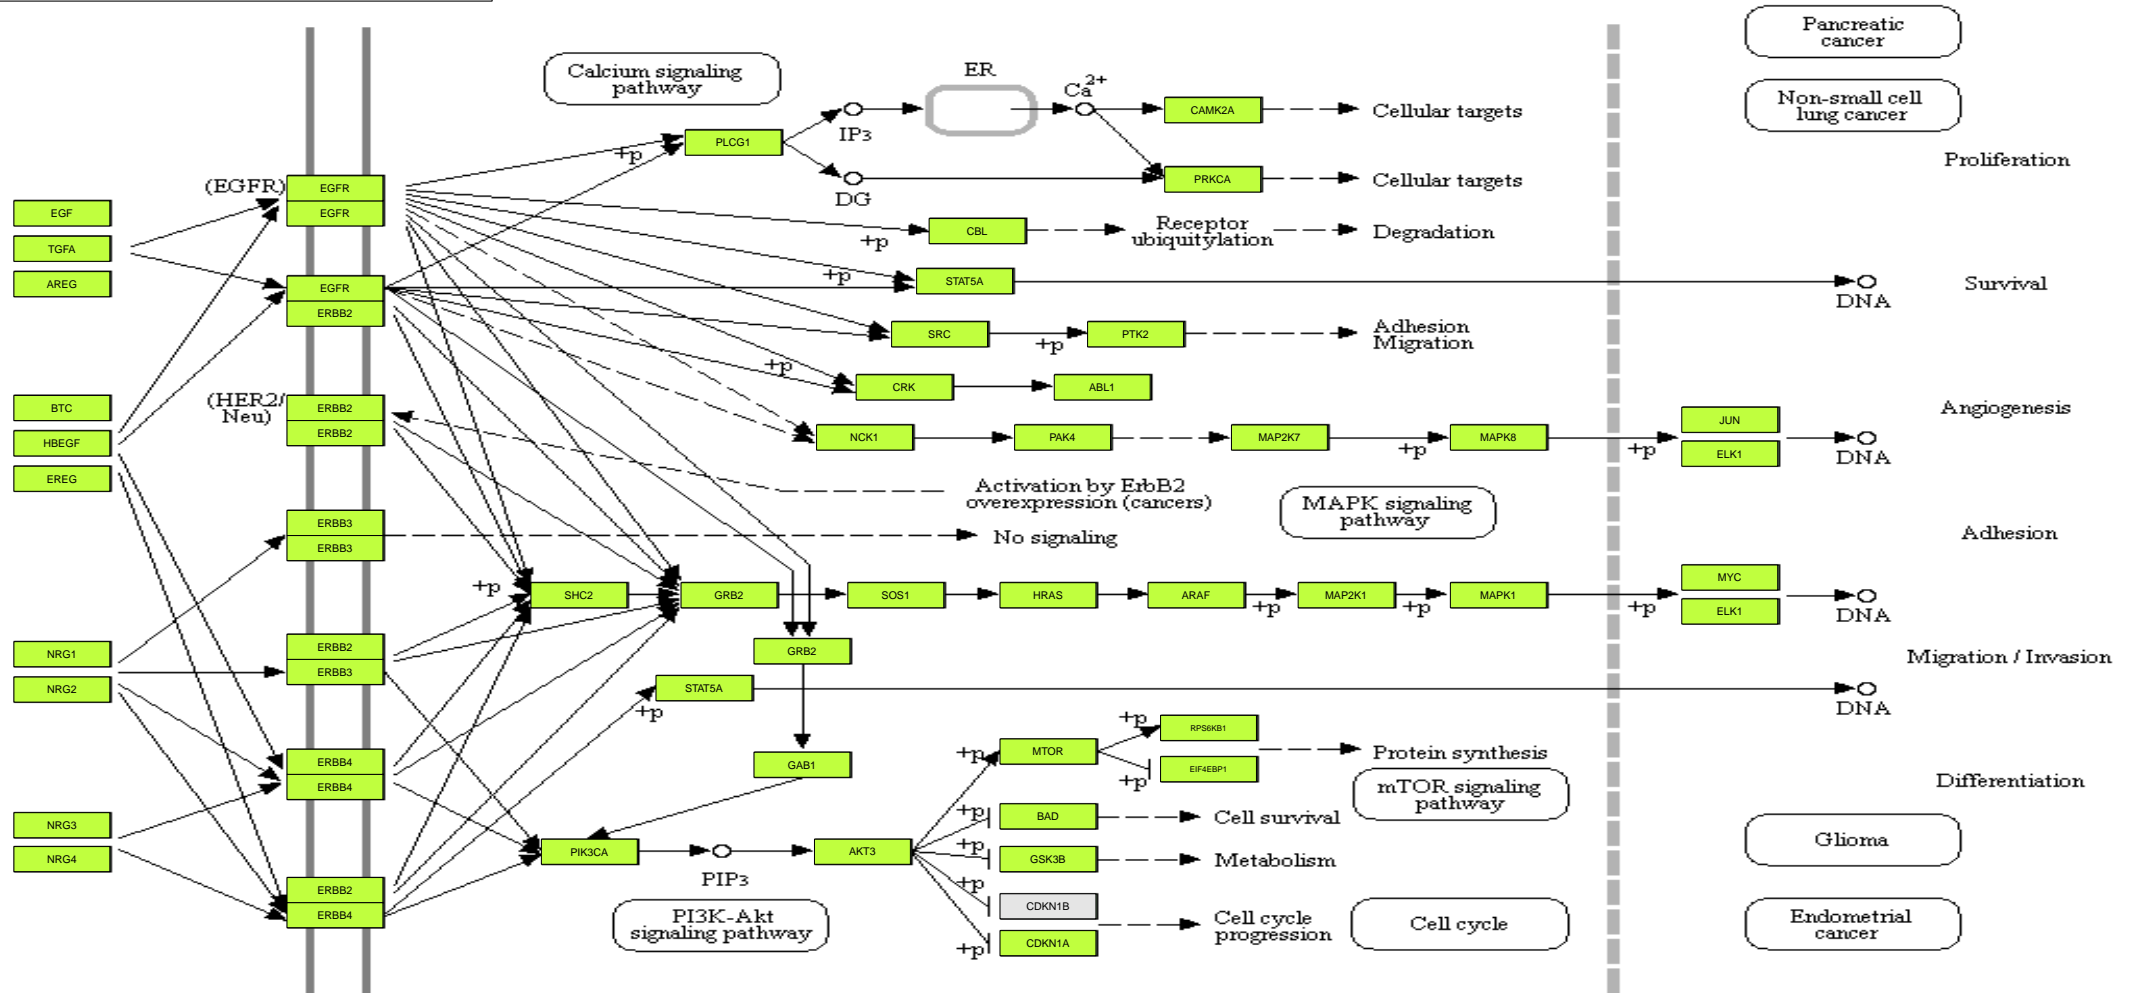 Pancreatic
cancer
Calcium signaling
pathway
ER
Ca2+
Non-small cell
lung cancer
CAMK2A
Cellular targets
IP3
PLCG1
+p
Proliferation
(EGFR)
EGFR
EGFR
PRKCA
Cellular targets
DG
EGF
TGFA
AREG
CBL
+p
Receptor
ubiquitylation
Degradation
EGFR
ERBB2
+p
STAT5A
DNA
Survival
SRC
+p
PTK2
Adhesion
Migration
+p
CRK
ABL1
BTC
HBEGF
EREG
(HER2/
Neu)
ERBB2
ERBB2
NCK1
PAK4
MAP2K7
+p
MAPK8
+p
JUN
ELK1
DNA
Angiogenesis
Activation by ErbB2
overexpression (cancers)
MAPK signaling
pathway
ERBB3
ERBB3
No signaling
Adhesion
+p
SHC2
GRB2
SOS1
HRAS
ARAF
+p
MAP2K1
+p
MAPK1
+p
MYC
ELK1
DNA
NRG1
NRG2
ERBB2
ERBB3
GRB2
Migration / Invasion
STAT5A
+p
DNA
+p
RPS6KB1
ERBB4
ERBB4
GAB1
+p
MTOR
+p
EIF4EBP1
Protein synthesis
mTOR signaling
pathway
Differentiation
NRG3
NRG4
+p
BAD
Cell survival
PIK3CA
PIP3
AKT3
+p
GSK3B
Metabolism
Glioma
ERBB2
ERBB4
PI3K-Akt
signaling pathway
+p
CDKN1B
+p
CDKN1A
Cell cycle
progression
Cell cycle
Endometrial
cancer